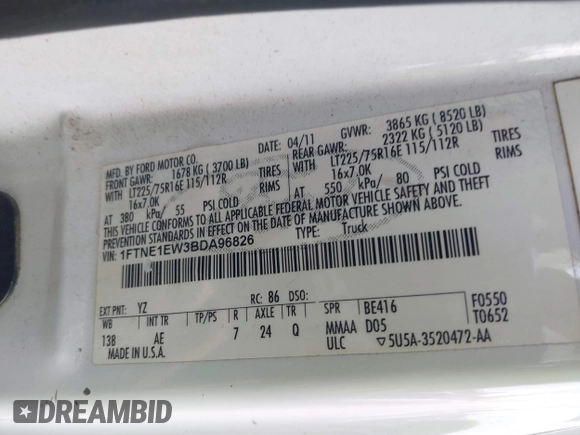 MFD. BY FORD MOTOR CO.
DATE: 04/11 GVWR: 3865 KG ( 8520 LB)
FRONT GAWR: 1678 KG ( 3700 LB) REAR GAWR: 2322 KG ( 5120 LB)
WITH LT225/75R16E 115/112R TIRES WITH LT225/75R16E 115/112R TIRES
16x7.0K RIMS 16x7.0K RIMS
AT 380 kPa/ 55 PSI COLD AT 550 kPa/ 80 PSI COLD
THIS VEHICLE CONFORMS TO ALL APPLICABLE FEDERAL MOTOR VEHICLE SAFETY AND THEFT
PREVENTION STANDARDS IN EFFECT ON THE DATE OF MANUFACTURE SHOWN ABOVE.
VIN: 1FTNE1EW3BDA96826 TYPE: Truck
EXT PNT: YZ RC: 86 DSO:
WB INT TR TP/PS R AXLE TR SPR BE416 F0550
138 AE 7 24 Q MMAA D05 T0652
MADE IN U.S.A. ULC ▽5U5A-3520472-AA
DREAMBID